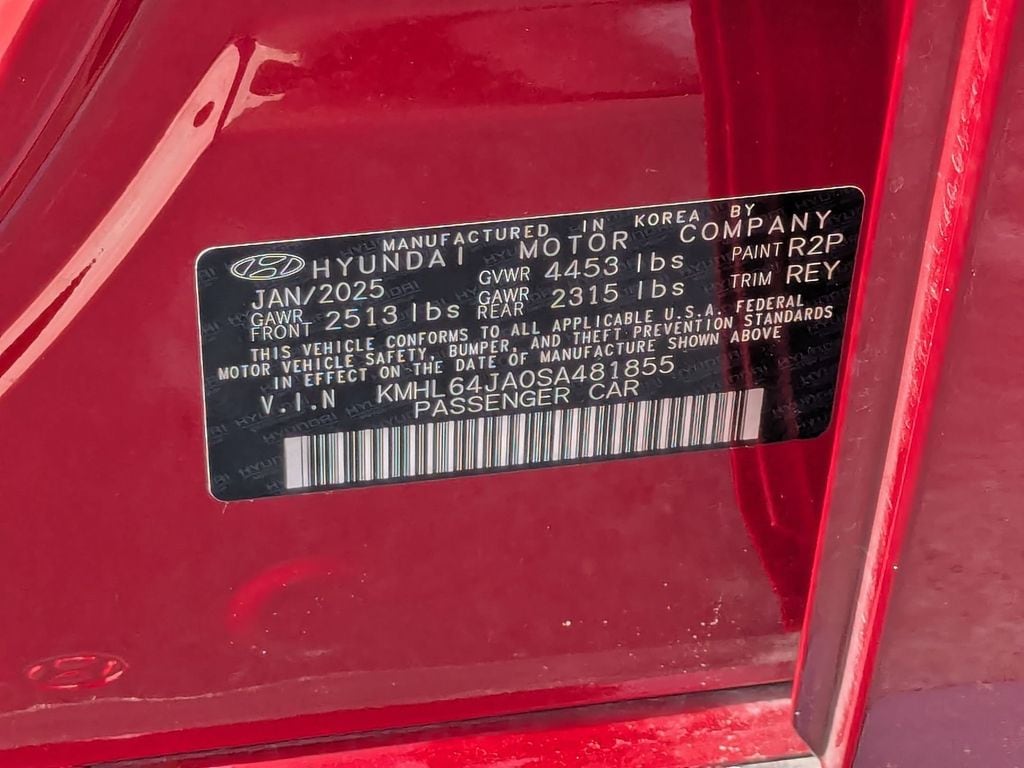 MANUFACTURED IN KOREA BY
HYUNDAI MOTOR COMPANY
JAN/2025 GVWR 4453 lbs PAINT R2P
GAWR FRONT 2513 lbs GAWR REAR 2315 lbs TRIM REY
THIS VEHICLE CONFORMS TO ALL APPLICABLE U.S.A. FEDERAL
MOTOR VEHICLE SAFETY, BUMPER, AND THEFT PREVENTION STANDARDS
IN EFFECT ON THE DATE OF MANUFACTURE SHOWN ABOVE
V.I.N KMHL64JA0SA481855
PASSENGER CAR